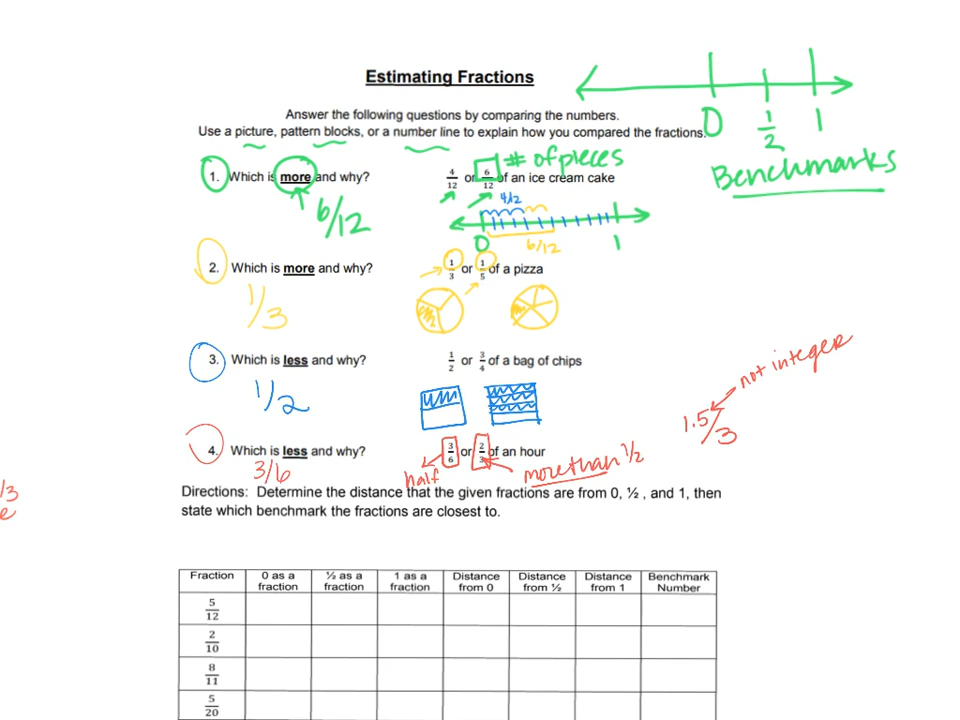 Estimating Fractions
Answer the following questions by comparing the numbers.
Use a picture, pattern blocks, or a number line to explain how you compared the fractions.
0 1/2 1
Benchmarks
# of pieces
1. Which is more and why? 4/12 or 6/12 of an ice cream cake
6/12
4/12
0 6/12 1
2. Which is more and why? 1/3 or 1/5 of a pizza
1/3
3. Which is less and why? 1/2 or 3/4 of a bag of chips
1/2
not integer
1.5/3
4. Which is less and why? 3/6 or 2/3 of an hour
3/6
half
more than 1/2
/3
e
Directions: Determine the distance that the given fractions are from 0, ½ , and 1, then
state which benchmark the fractions are closest to.
Fraction 0 as a fraction ½ as a fraction 1 as a fraction Distance from 0 Distance from ½ Distance from 1 Benchmark Number
5/12
2/10
8/11
5/20